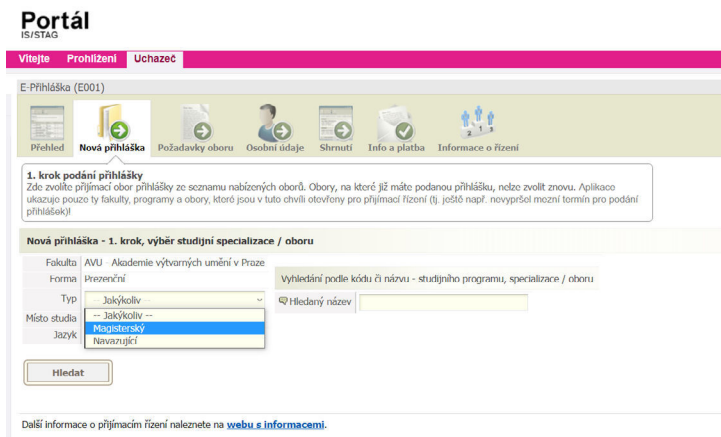 Portál
IS/STAG
Vítejte Prohlížení Uchazeč
E-Přihláška (E001)
Přehled Nová přihláška Požadavky oboru Osobní údaje Shrnutí Info a platba Informace o řízení
1. krok podání přihlášky
Zde zvolíte přijímací obor přihlášky ze seznamu nabízených oborů. Obory, na které již máte podanou přihlášku, nelze zvolit znovu. Aplikace
ukazuje pouze ty fakulty, programy a obory, které jsou v tuto chvíli otevřeny pro přijímací řízení (tj. ještě např. nevypršel mezní termín pro podání
přihlášek)!
Nová přihláška - 1. krok, výběr studijní specializace / oboru
Fakulta AVU - Akademie výtvarných umění v Praze
Forma Prezenční Vyhledání podle kódu či názvu - studijního programu, specializace / oboru
Typ -- Jakýkoliv -- Hledaný název
Místo studia -- Jakýkoliv --
Magisterský
Jazyk Navazující
Hledat
Další informace o přijímacím řízení naleznete na webu s informacemi.